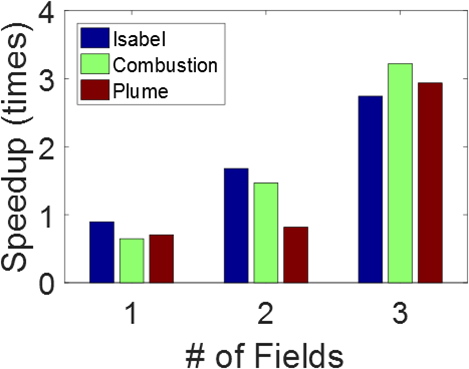 Speedup (times)
4
3
2
1
0
Isabel
Combustion
Plume
1 2 3
# of Fields